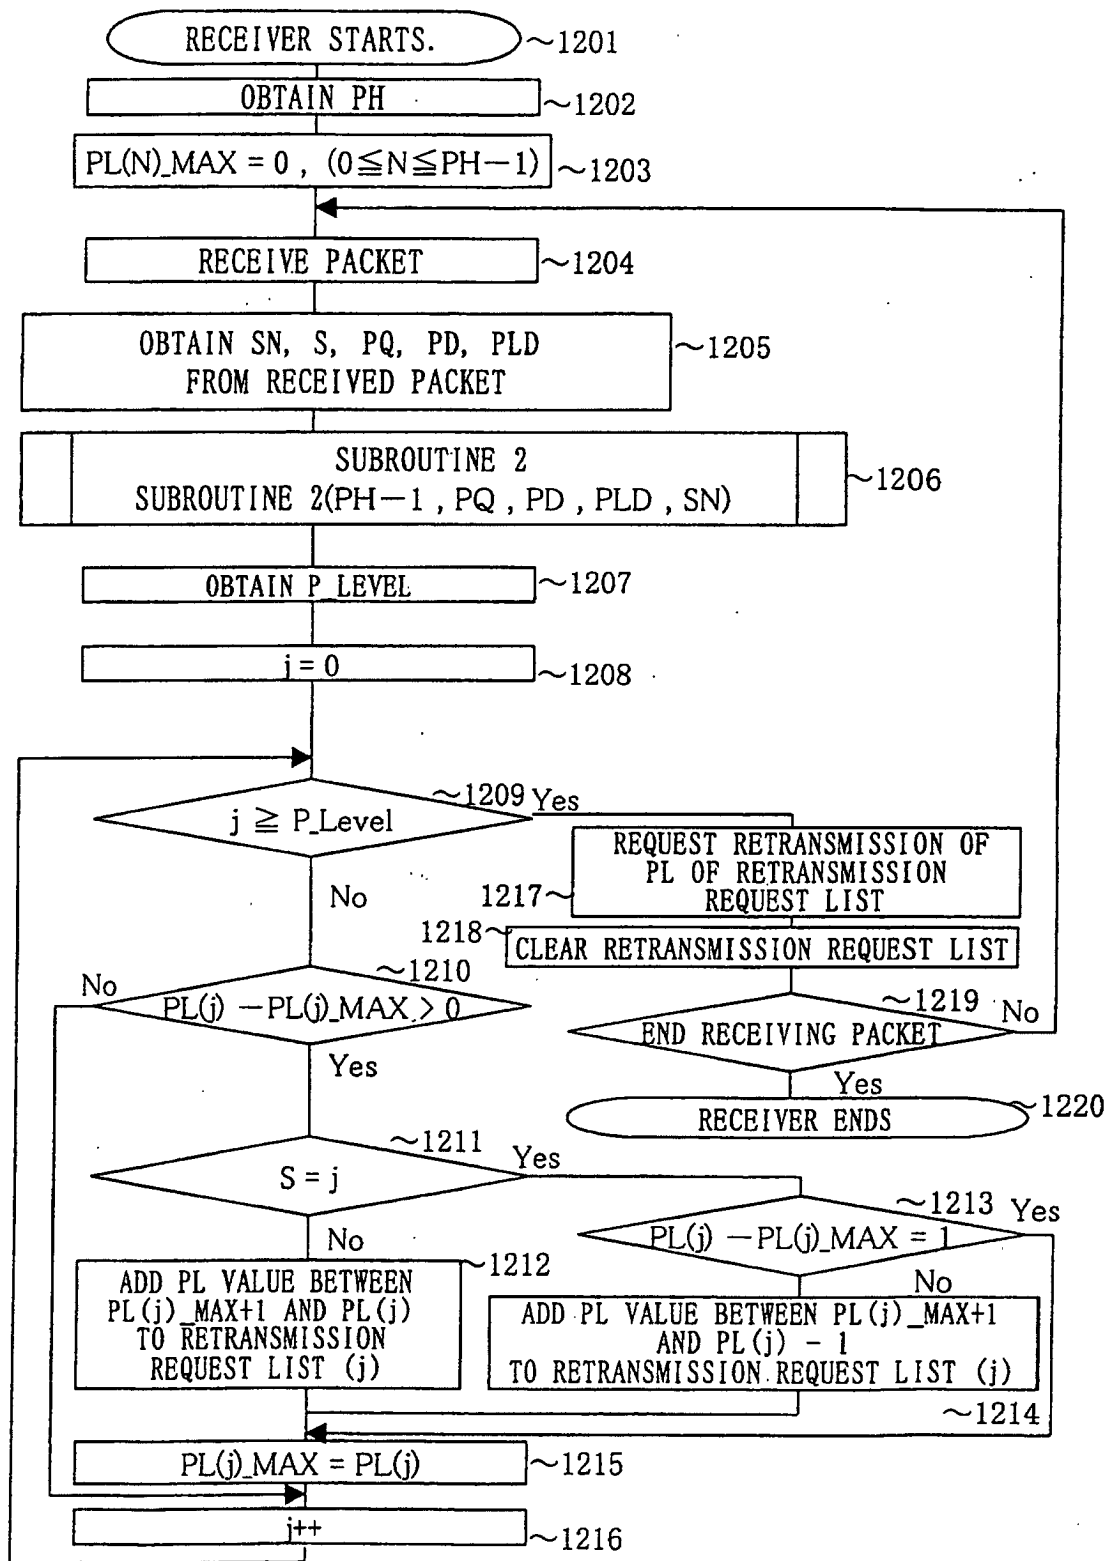 RECEIVER STARTS.
~1201
OBTAIN PH
~1202
PL(N)_MAX = 0 , (0≦N≦PH−1)
~1203
RECEIVE PACKET
~1204
OBTAIN SN, S, PQ, PD, PLD
FROM RECEIVED PACKET
~1205
SUBROUTINE 2
SUBROUTINE 2(PH−1 , PQ , PD , PLD , SN)
~1206
OBTAIN P_LEVEL
~1207
j = 0
~1208
~1209
j ≧ P_Level
Yes
No
REQUEST RETRANSMISSION OF
PL OF RETRANSMISSION
REQUEST LIST
1217~
1218~
CLEAR RETRANSMISSION REQUEST LIST
~1210
No
PL(j) −PL(j)_MAX > 0
Yes
~1219
END RECEIVING PACKET
No
Yes
~1220
RECEIVER ENDS
~1211
S = j
Yes
No
~1213
PL(j) −PL(j)_MAX = 1
Yes
No
~1212
ADD PL VALUE BETWEEN
PL(j)_MAX+1 AND PL(j)
TO RETRANSMISSION
REQUEST LIST (j)
ADD PL VALUE BETWEEN PL(j)_MAX+1
AND PL(j) - 1
TO RETRANSMISSION REQUEST LIST (j)
~1214
PL(j)_MAX = PL(j)
~1215
j++
~1216